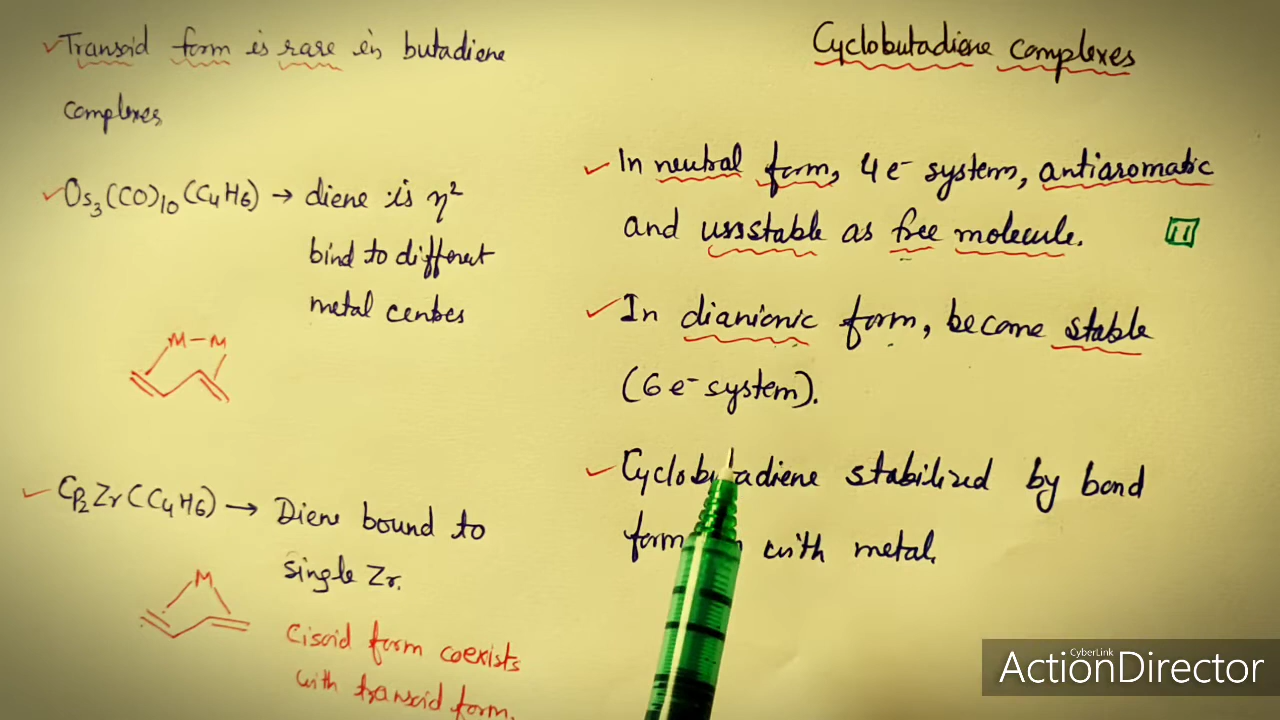 Transoid form is rare in butadiene
complexes
Os3(CO)10 (C4H6) → diene is η2
bind to different
metal centres
M-M
Cp2Zr(C4H6) → Diene bound to
single Zr.
M
Cisoid form coexists
with transoid form.
Cyclobutadiene complexes
In neutral form, 4e- system, antiaromatic
and unstable as free molecule.
In dianionic form, become stable
(6e- system).
Cyclobutadiene stabilized by bond
with metal.
CyberLink
ActionDirector